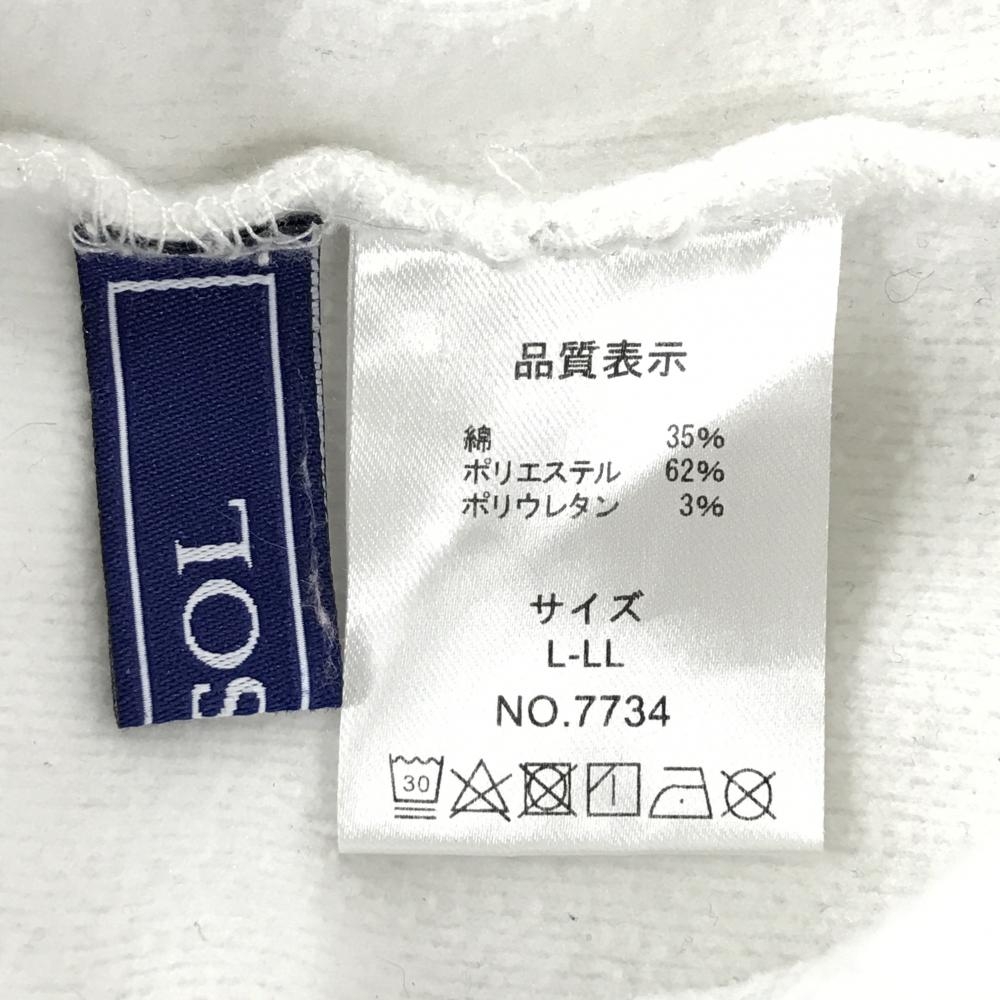 SOL
品質表示
綿 35%
ポリエステル 62%
ポリウレタン 3%
サイズ
L-LL
NO.7734
30